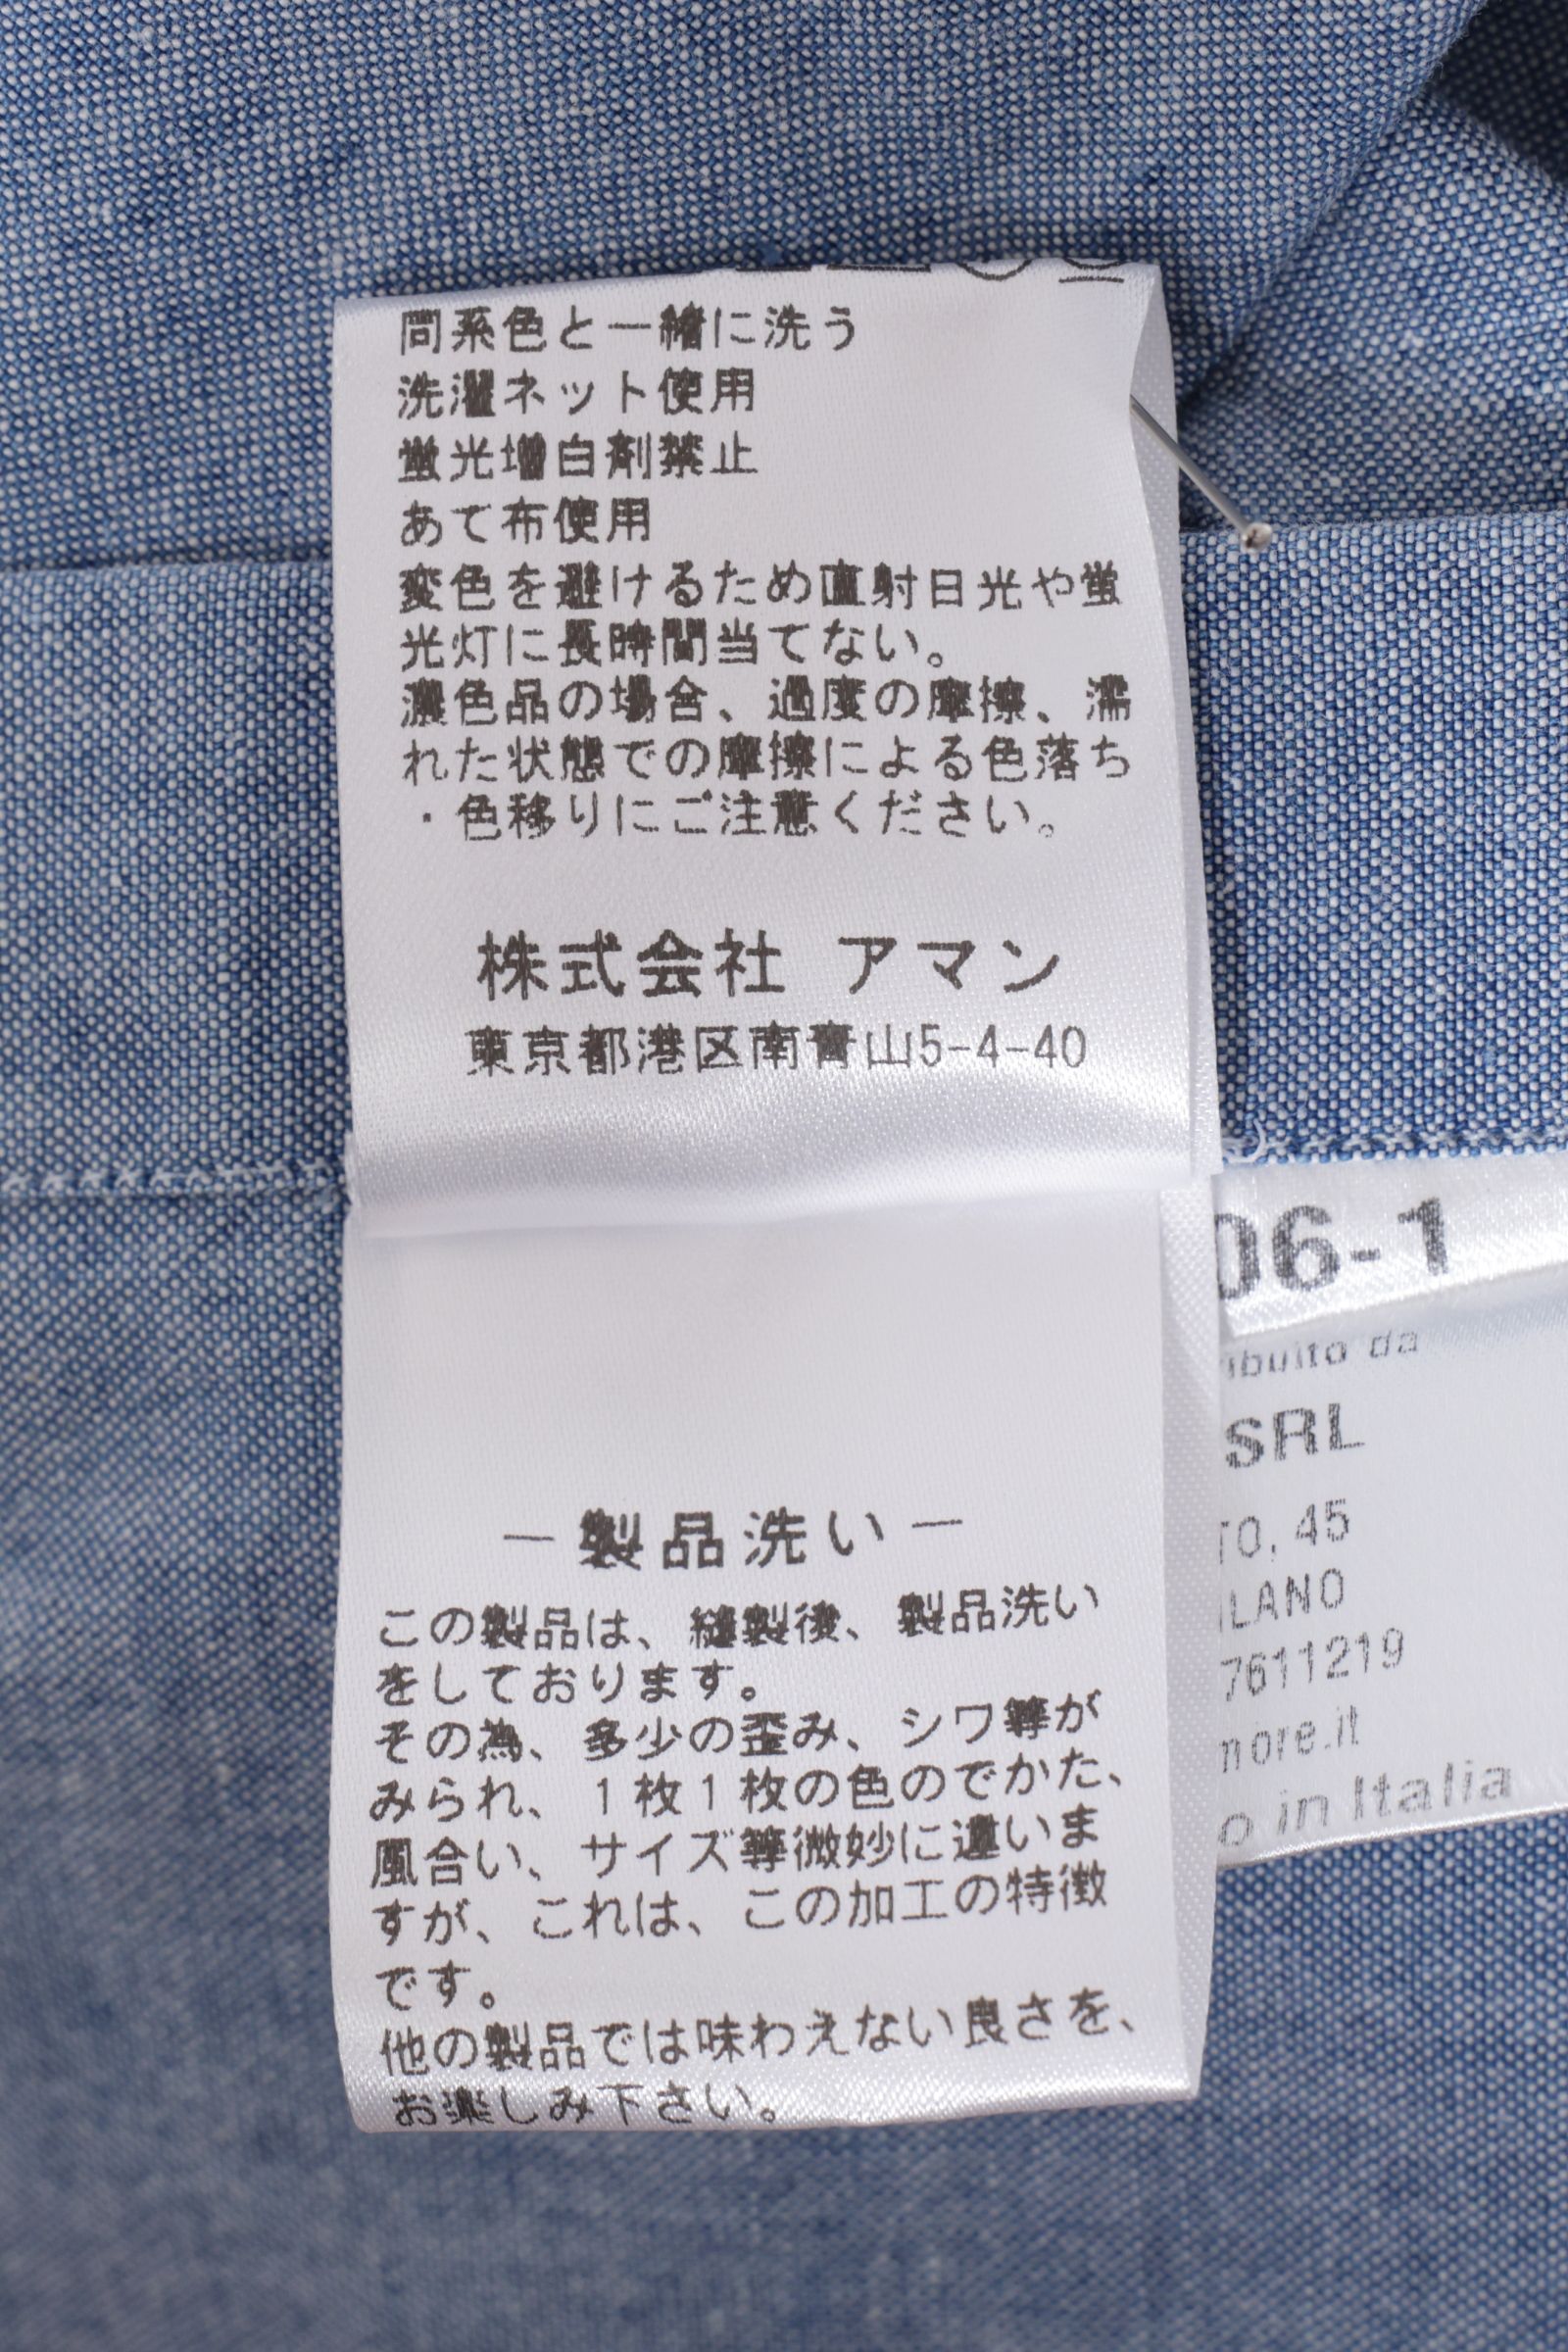 同系色と一緒に洗う
洗濯ネット使用
蛍光増白剤禁止
あて布使用
変色を避けるため直射日光や蛍
光灯に長時間当てない。
濃色品の場合、過度の摩擦、濡
れた状態での摩擦による色落ち
・色移りにご注意ください。
株式会社 アマン
東京都港区南青山5-4-40
－製品洗い－
この製品は、縫製後、製品洗い
をしております。
その為、多少の歪み、シワ等が
みられ、1枚1枚の色のでかた、
風合い、サイズ等微妙に違いま
すが、これは、この加工の特徴
です。
他の製品では味わえない良さを、
お楽しみ下さい。
06-1
ibuito da
SRL
TO, 45
ILANO
7611219
more.it
o in Italia